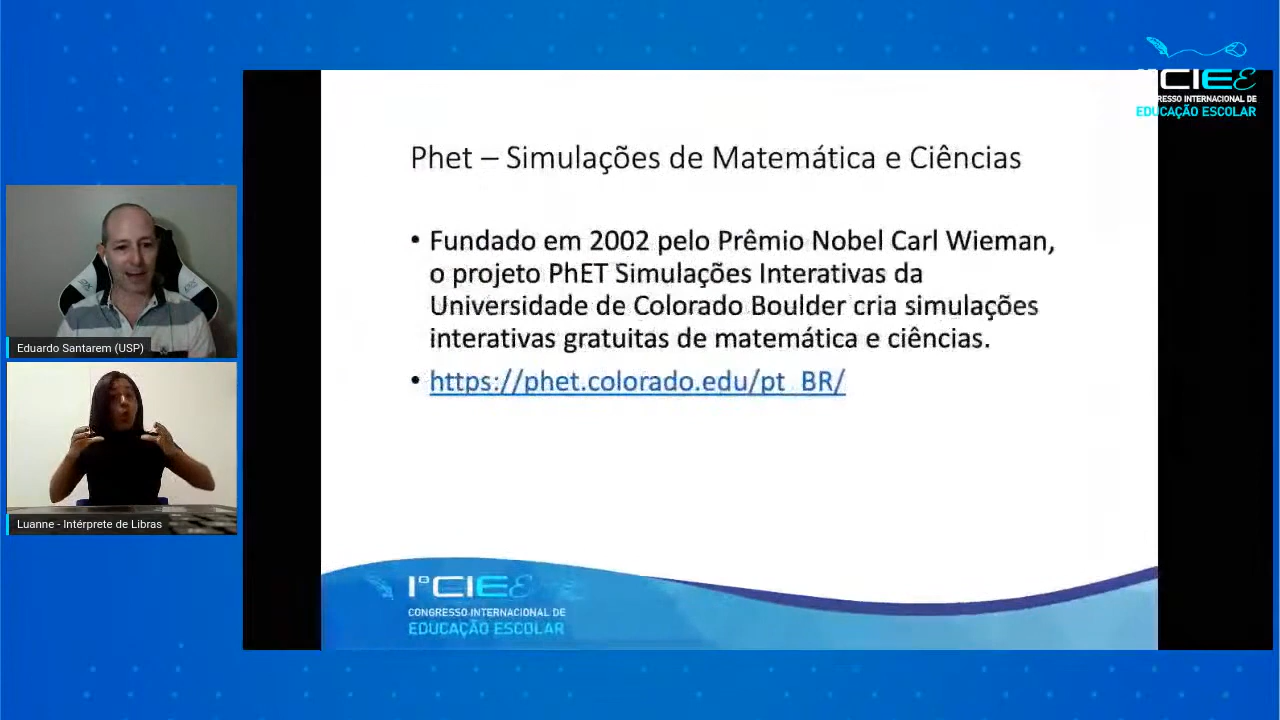 CIEE
RESSO INTERNACIONAL DE
EDUCAÇÃO ESCOLAR
Phet – Simulações de Matemática e Ciências
• Fundado em 2002 pelo Prêmio Nobel Carl Wieman,
o projeto PhET Simulações Interativas da
Universidade de Colorado Boulder cria simulações
interativas gratuitas de matemática e ciências.
• https://phet.colorado.edu/pt_BR/
Eduardo Santarem (USP)
Luanne - Intérprete de Libras
1º CIEE
CONGRESSO INTERNACIONAL DE
EDUCAÇÃO ESCOLAR